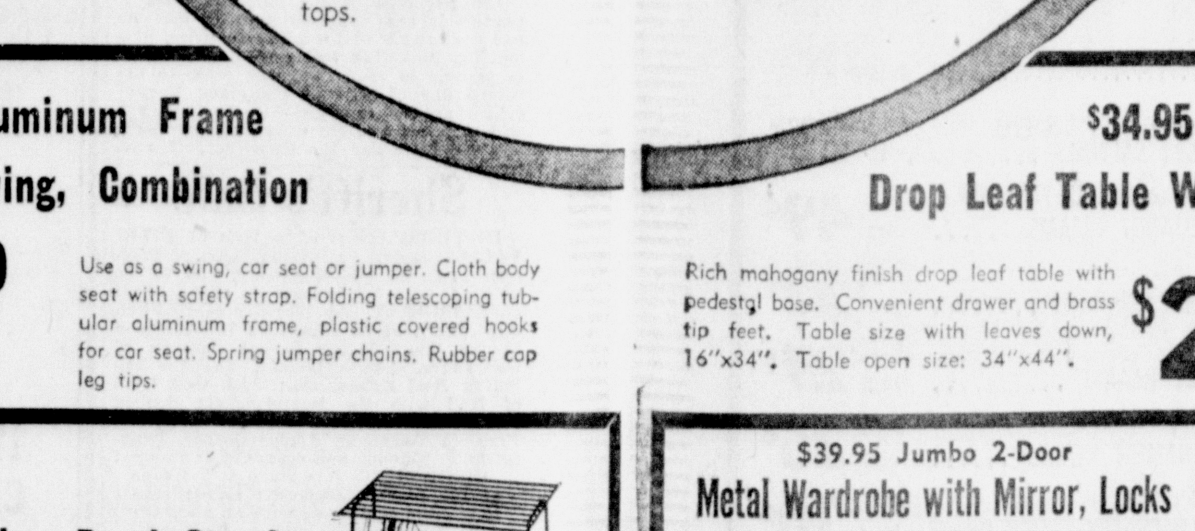 tops.
uminum Frame
ing, Combination
Use as a swing, car seat or jumper. Cloth body
seat with safety strap. Folding telescoping tub-
ular aluminum frame, plastic covered hooks
for car seat. Spring jumper chains. Rubber cap
leg tips.
$34.95
Drop Leaf Table W
Rich mahogany finish drop leaf table with
pedestal base. Convenient drawer and brass
tip feet. Table size with leaves down,
16"x34". Table open size: 34"x44".
$2
$39.95 Jumbo 2-Door
Metal Wardrobe with Mirror, Locks